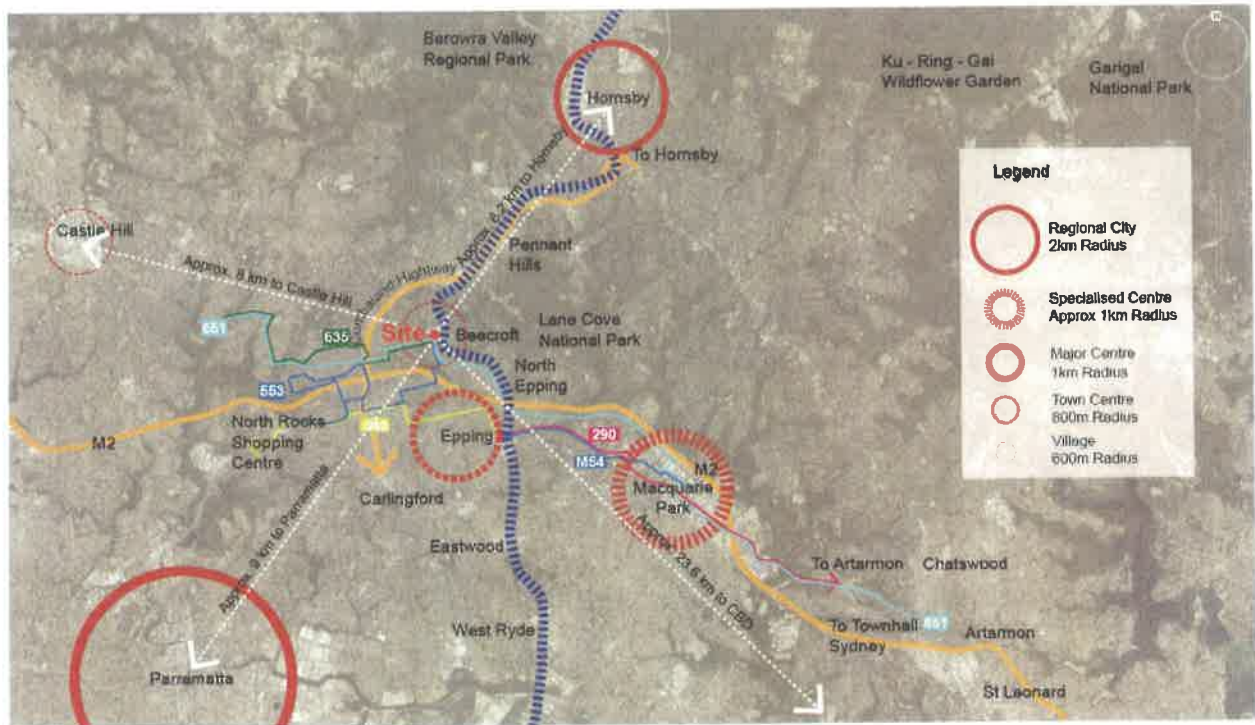 Berowra Valley
Regional Park
Ku - Ring - Gai
Wildflower Garden
Garigal
National Park
Hornsby
To Hornsby
Legend
Regional City
2km Radius
Specialised Centre
Approx 1km Radius
Major Centre
1km Radius
Town Centre
800m Radius
Village
600m Radius
Castle Hill
Approx. 8 km to Castle Hill
Highway
Approx. 6.2 km to Hornsby
Pennant
Hills
651
635
Site
Beecroft
Lane Cove
National Park
553
North
Epping
M2
North Rocks
Shopping
Centre
Epping
290
M54
M2
Macquarie
Park
Carlingford
Approx. 9 km to Parramatta
Eastwood
Approx. 23.6 km to CBD
To Artarmon
Chatswood
West Ryde
To Townhall
Sydney
651
Artarmon
St Leonard
Parramatta